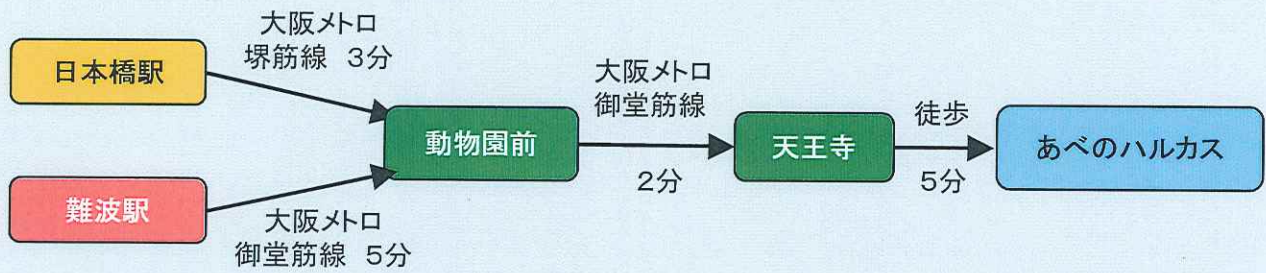 大阪メトロ
堺筋線 3分
日本橋駅
大阪メトロ
御堂筋線
2分
動物園前
天王寺
徒歩
5分
あべのハルカス
難波駅
大阪メトロ
御堂筋線 5分